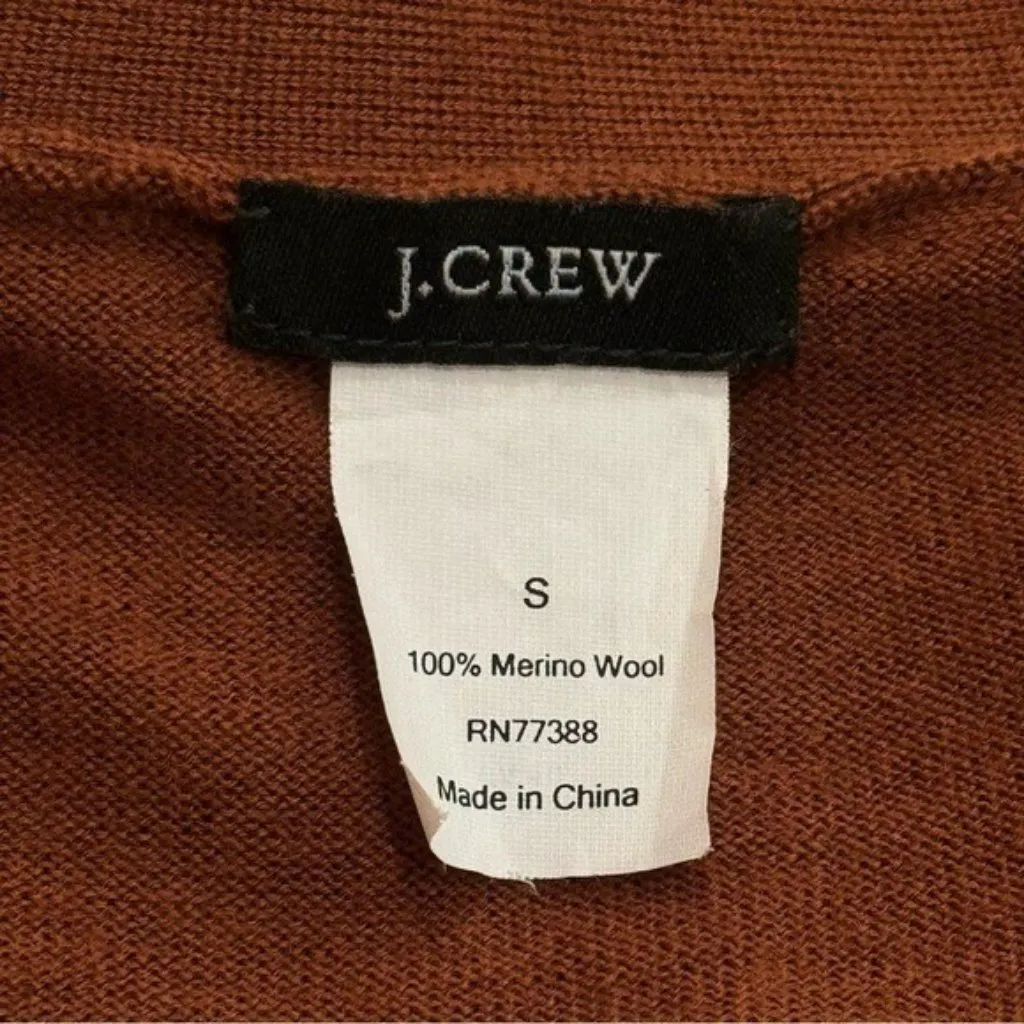 J.CREW
S
100% Merino Wool
RN77388
Made in China